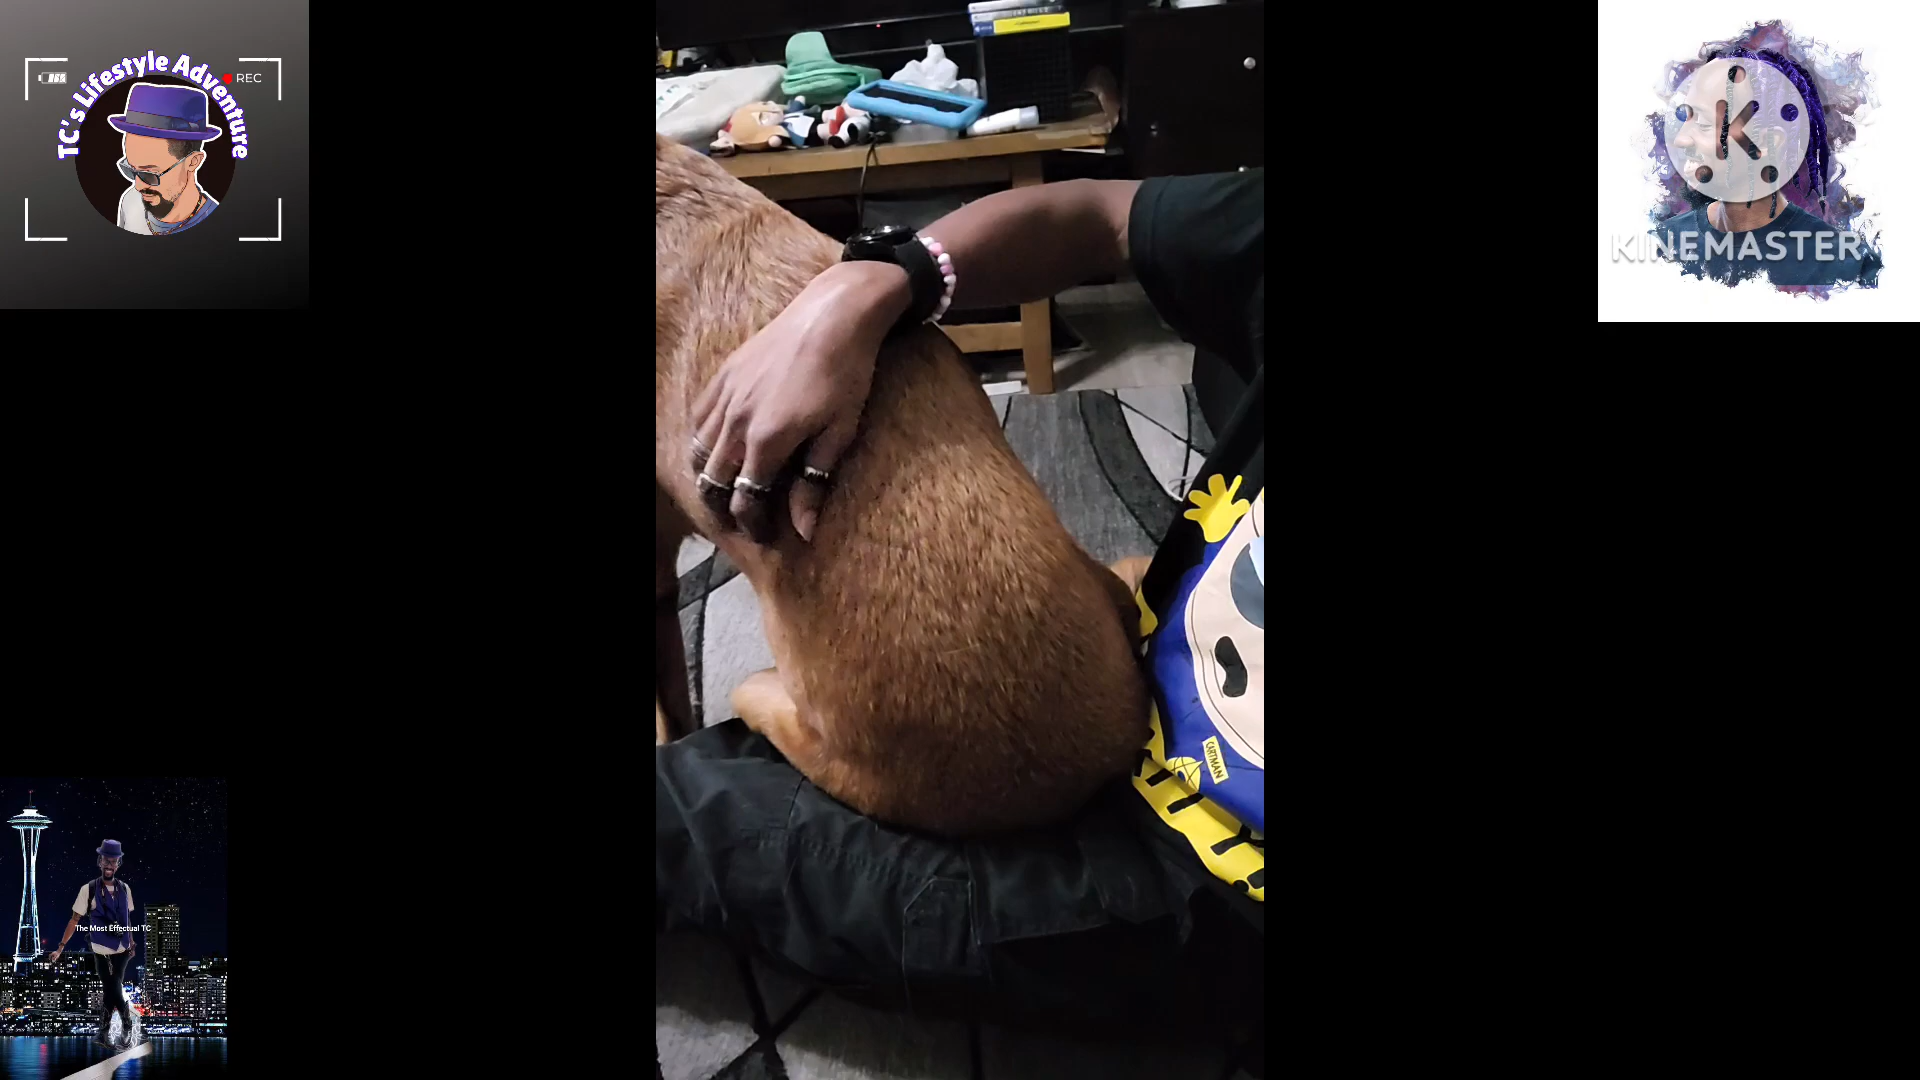 TC's Lifestyle Adventure
REC
K
KINEMASTER
CARTMAN
The Most Effectual TC